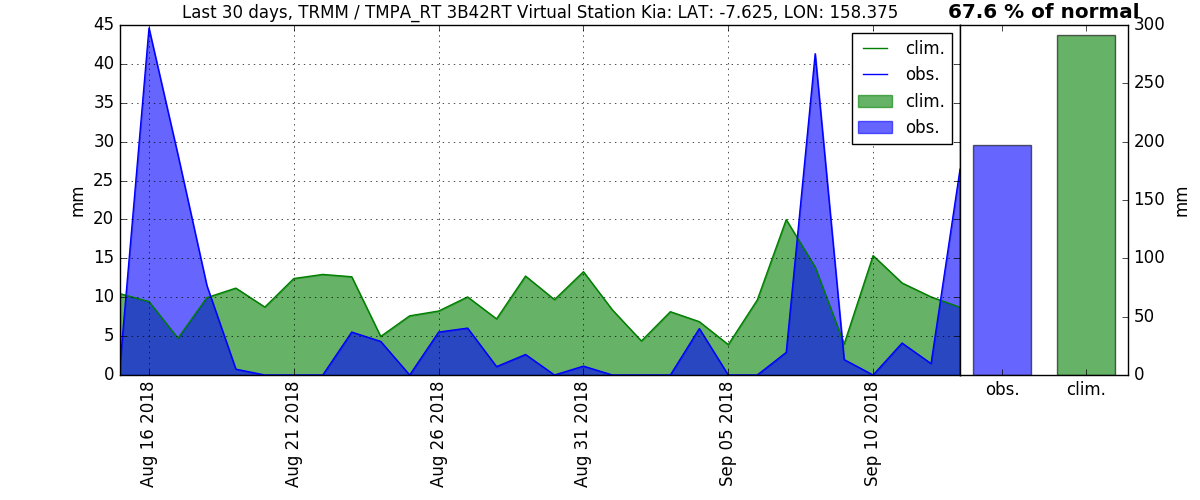 Last 30 days, TRMM / TMPA_RT 3B42RT Virtual Station Kia: LAT: -7.625, LON: 158.375
67.6 % of normal
45
40
35
30
25
20
15
10
5
0
mm
clim.
obs.
clim.
obs.
Aug 16 2018
Aug 21 2018
Aug 26 2018
Aug 31 2018
Sep 05 2018
Sep 10 2018
300
250
200
150
100
50
0
mm
obs.
clim.